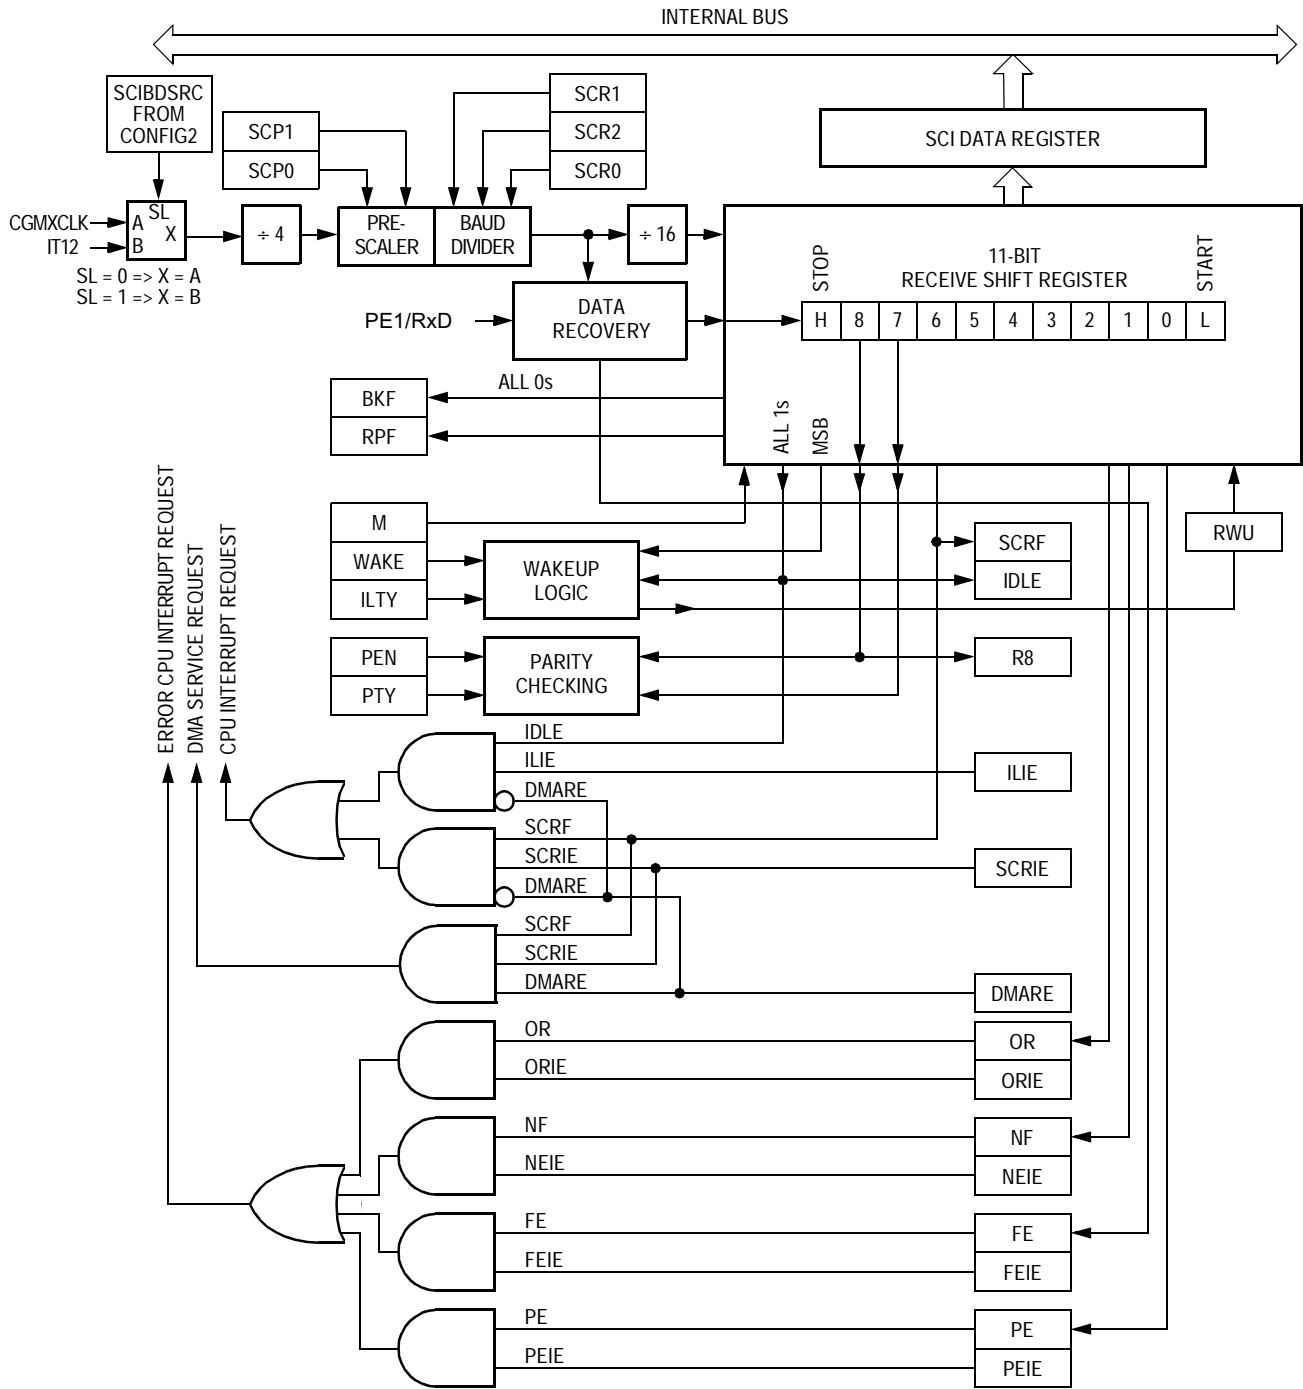 INTERNAL BUS
SCIBDSRC
FROM
CONFIG2
SCP1
SCP0
SCR1
SCR2
SCR0
SCI DATA REGISTER
CGMXCLK
IT12
A
B
SL
X
SL = 0 => X = A
SL = 1 => X = B
÷ 4
PRE-
SCALER
BAUD
DIVIDER
÷ 16
STOP
11-BIT
RECEIVE SHIFT REGISTER
START
H 8 7 6 5 4 3 2 1 0 L
PE1/RxD
DATA
RECOVERY
ALL 0s
BKF
RPF
ALL 1s
MSB
M
WAKE
ILTY
WAKEUP
LOGIC
SCRF
IDLE
RWU
PEN
PTY
PARITY
CHECKING
R8
ERROR CPU INTERRUPT REQUEST
DMA SERVICE REQUEST
CPU INTERRUPT REQUEST
IDLE
ILIE
DMARE
ILIE
SCRF
SCRIE
DMARE
SCRIE
SCRF
SCRIE
DMARE
DMARE
OR
ORIE
OR
ORIE
NF
NEIE
NF
NEIE
FE
FEIE
FE
FEIE
PE
PEIE
PE
PEIE